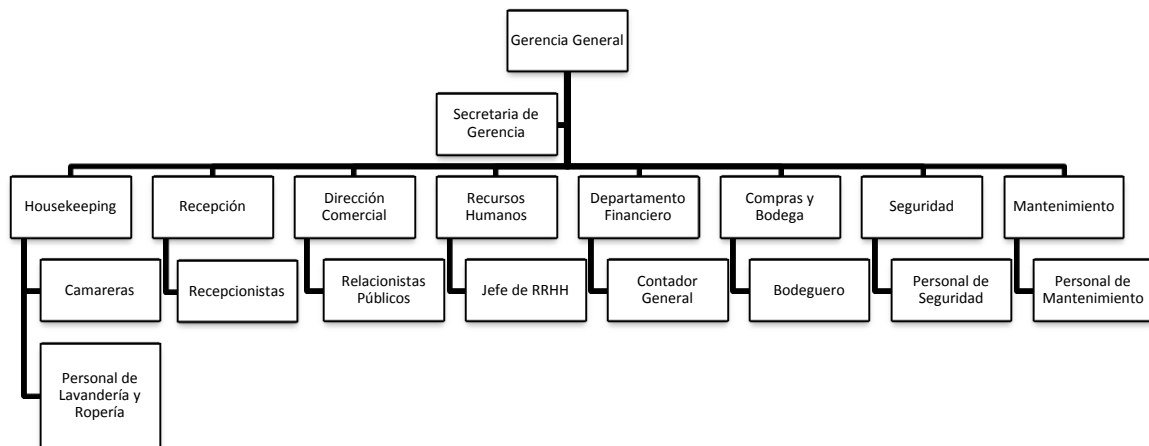 Gerencia General
Secretaria de
Gerencia
Housekeeping
Recepción
Dirección
Comercial
Recursos
Humanos
Departamento
Financiero
Compras y
Bodega
Seguridad
Mantenimiento
Camareras
Recepcionistas
Relacionistas
Públicos
Jefe de RRHH
Contador
General
Bodeguero
Personal de
Seguridad
Personal de
Mantenimiento
Personal de
Lavandería y
Ropería